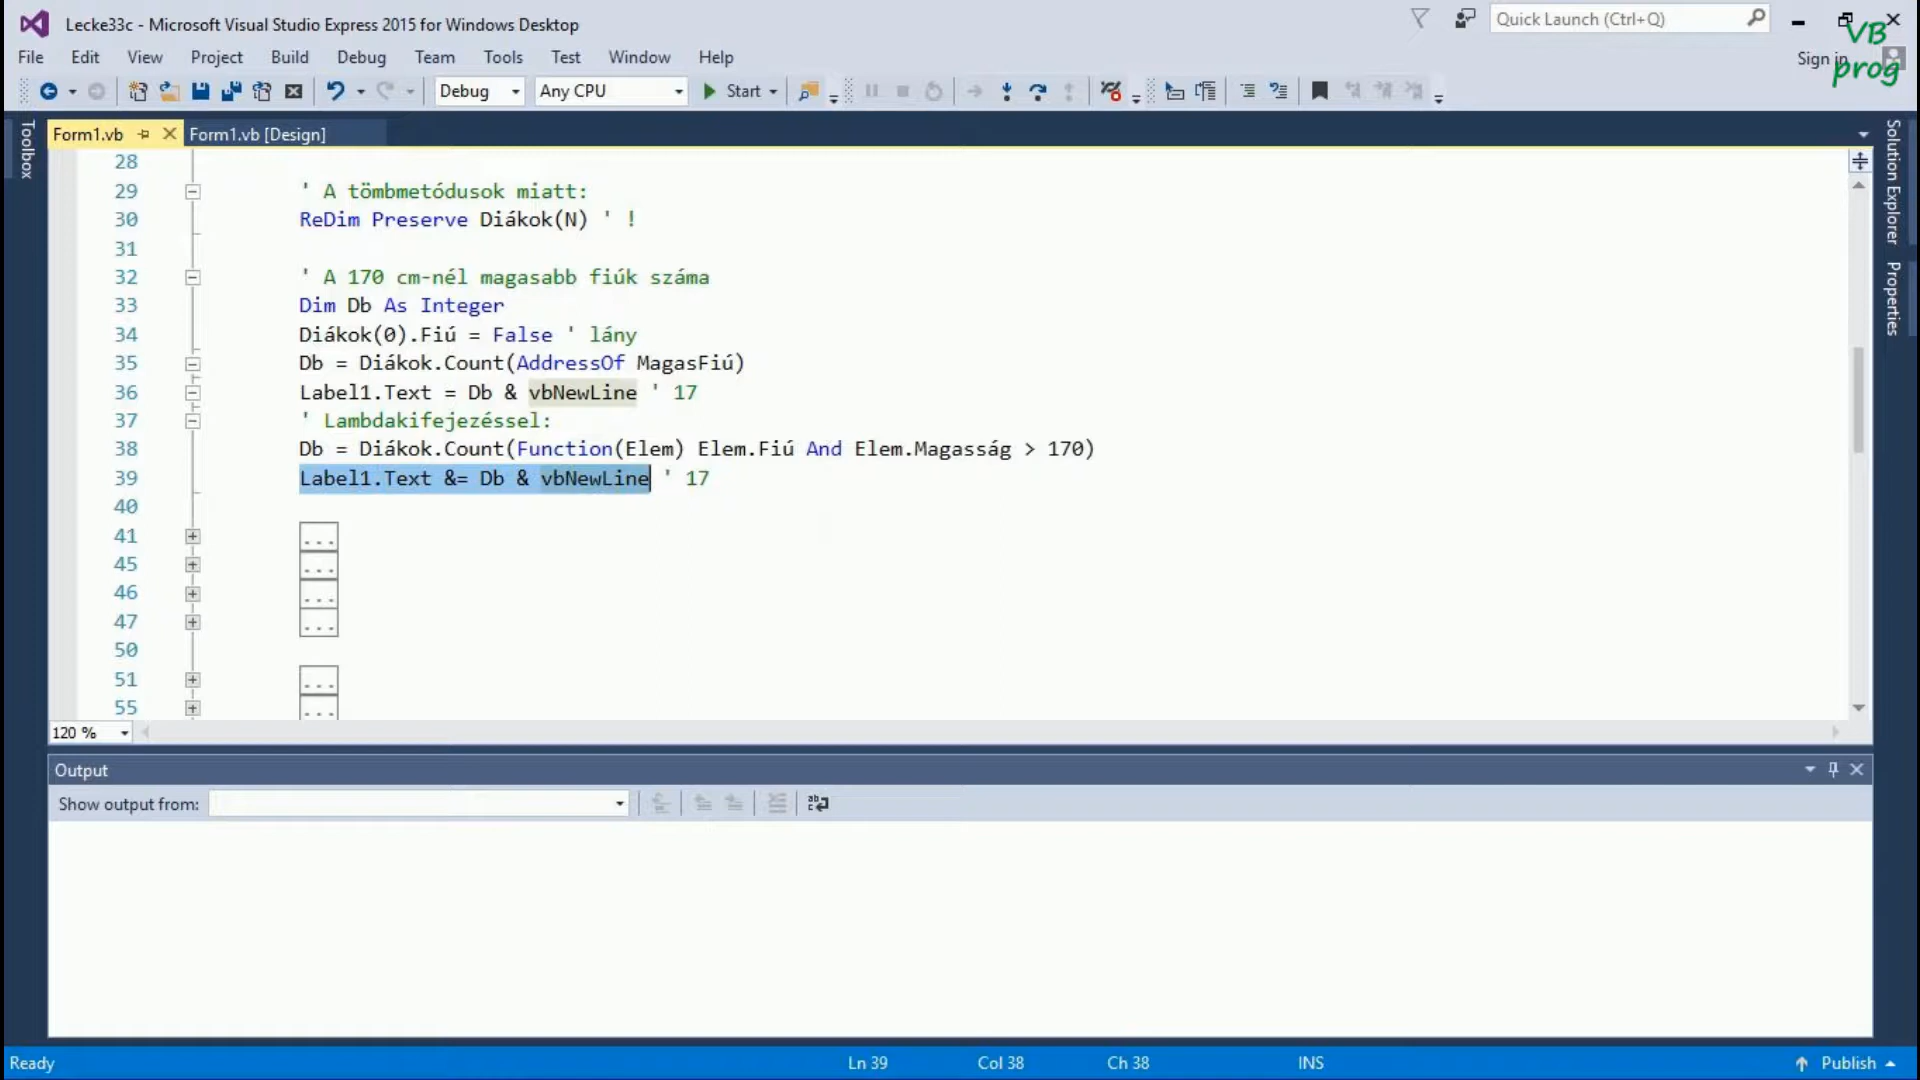 Lecke33c - Microsoft Visual Studio Express 2015 for Windows Desktop
Quick Launch (Ctrl+Q)
VB
prog
File Edit View Project Build Debug Team Tools Test Window Help
Sign in
Debug Any CPU Start
Toolbox
Form1.vb Form1.vb [Design]
Solution Explorer
Properties
28
29 ' A tömbmetódusok miatt:
30 ReDim Preserve Diákok(N) ' !
31
32 ' A 170 cm-nél magasabb fiúk száma
33 Dim Db As Integer
34 Diákok(0).Fiú = False ' lány
35 Db = Diákok.Count(AddressOf MagasFiú)
36 Label1.Text = Db & vbNewLine ' 17
37 ' Lambdakifejezéssel:
38 Db = Diákok.Count(Function(Elem) Elem.Fiú And Elem.Magasság > 170)
39 Label1.Text &= Db & vbNewLine ' 17
40
41 ...
45 ...
46 ...
47 ...
50
51 ...
55 ...
120 %
Output
Show output from:
Ready Ln 39 Col 38 Ch 38 INS Publish